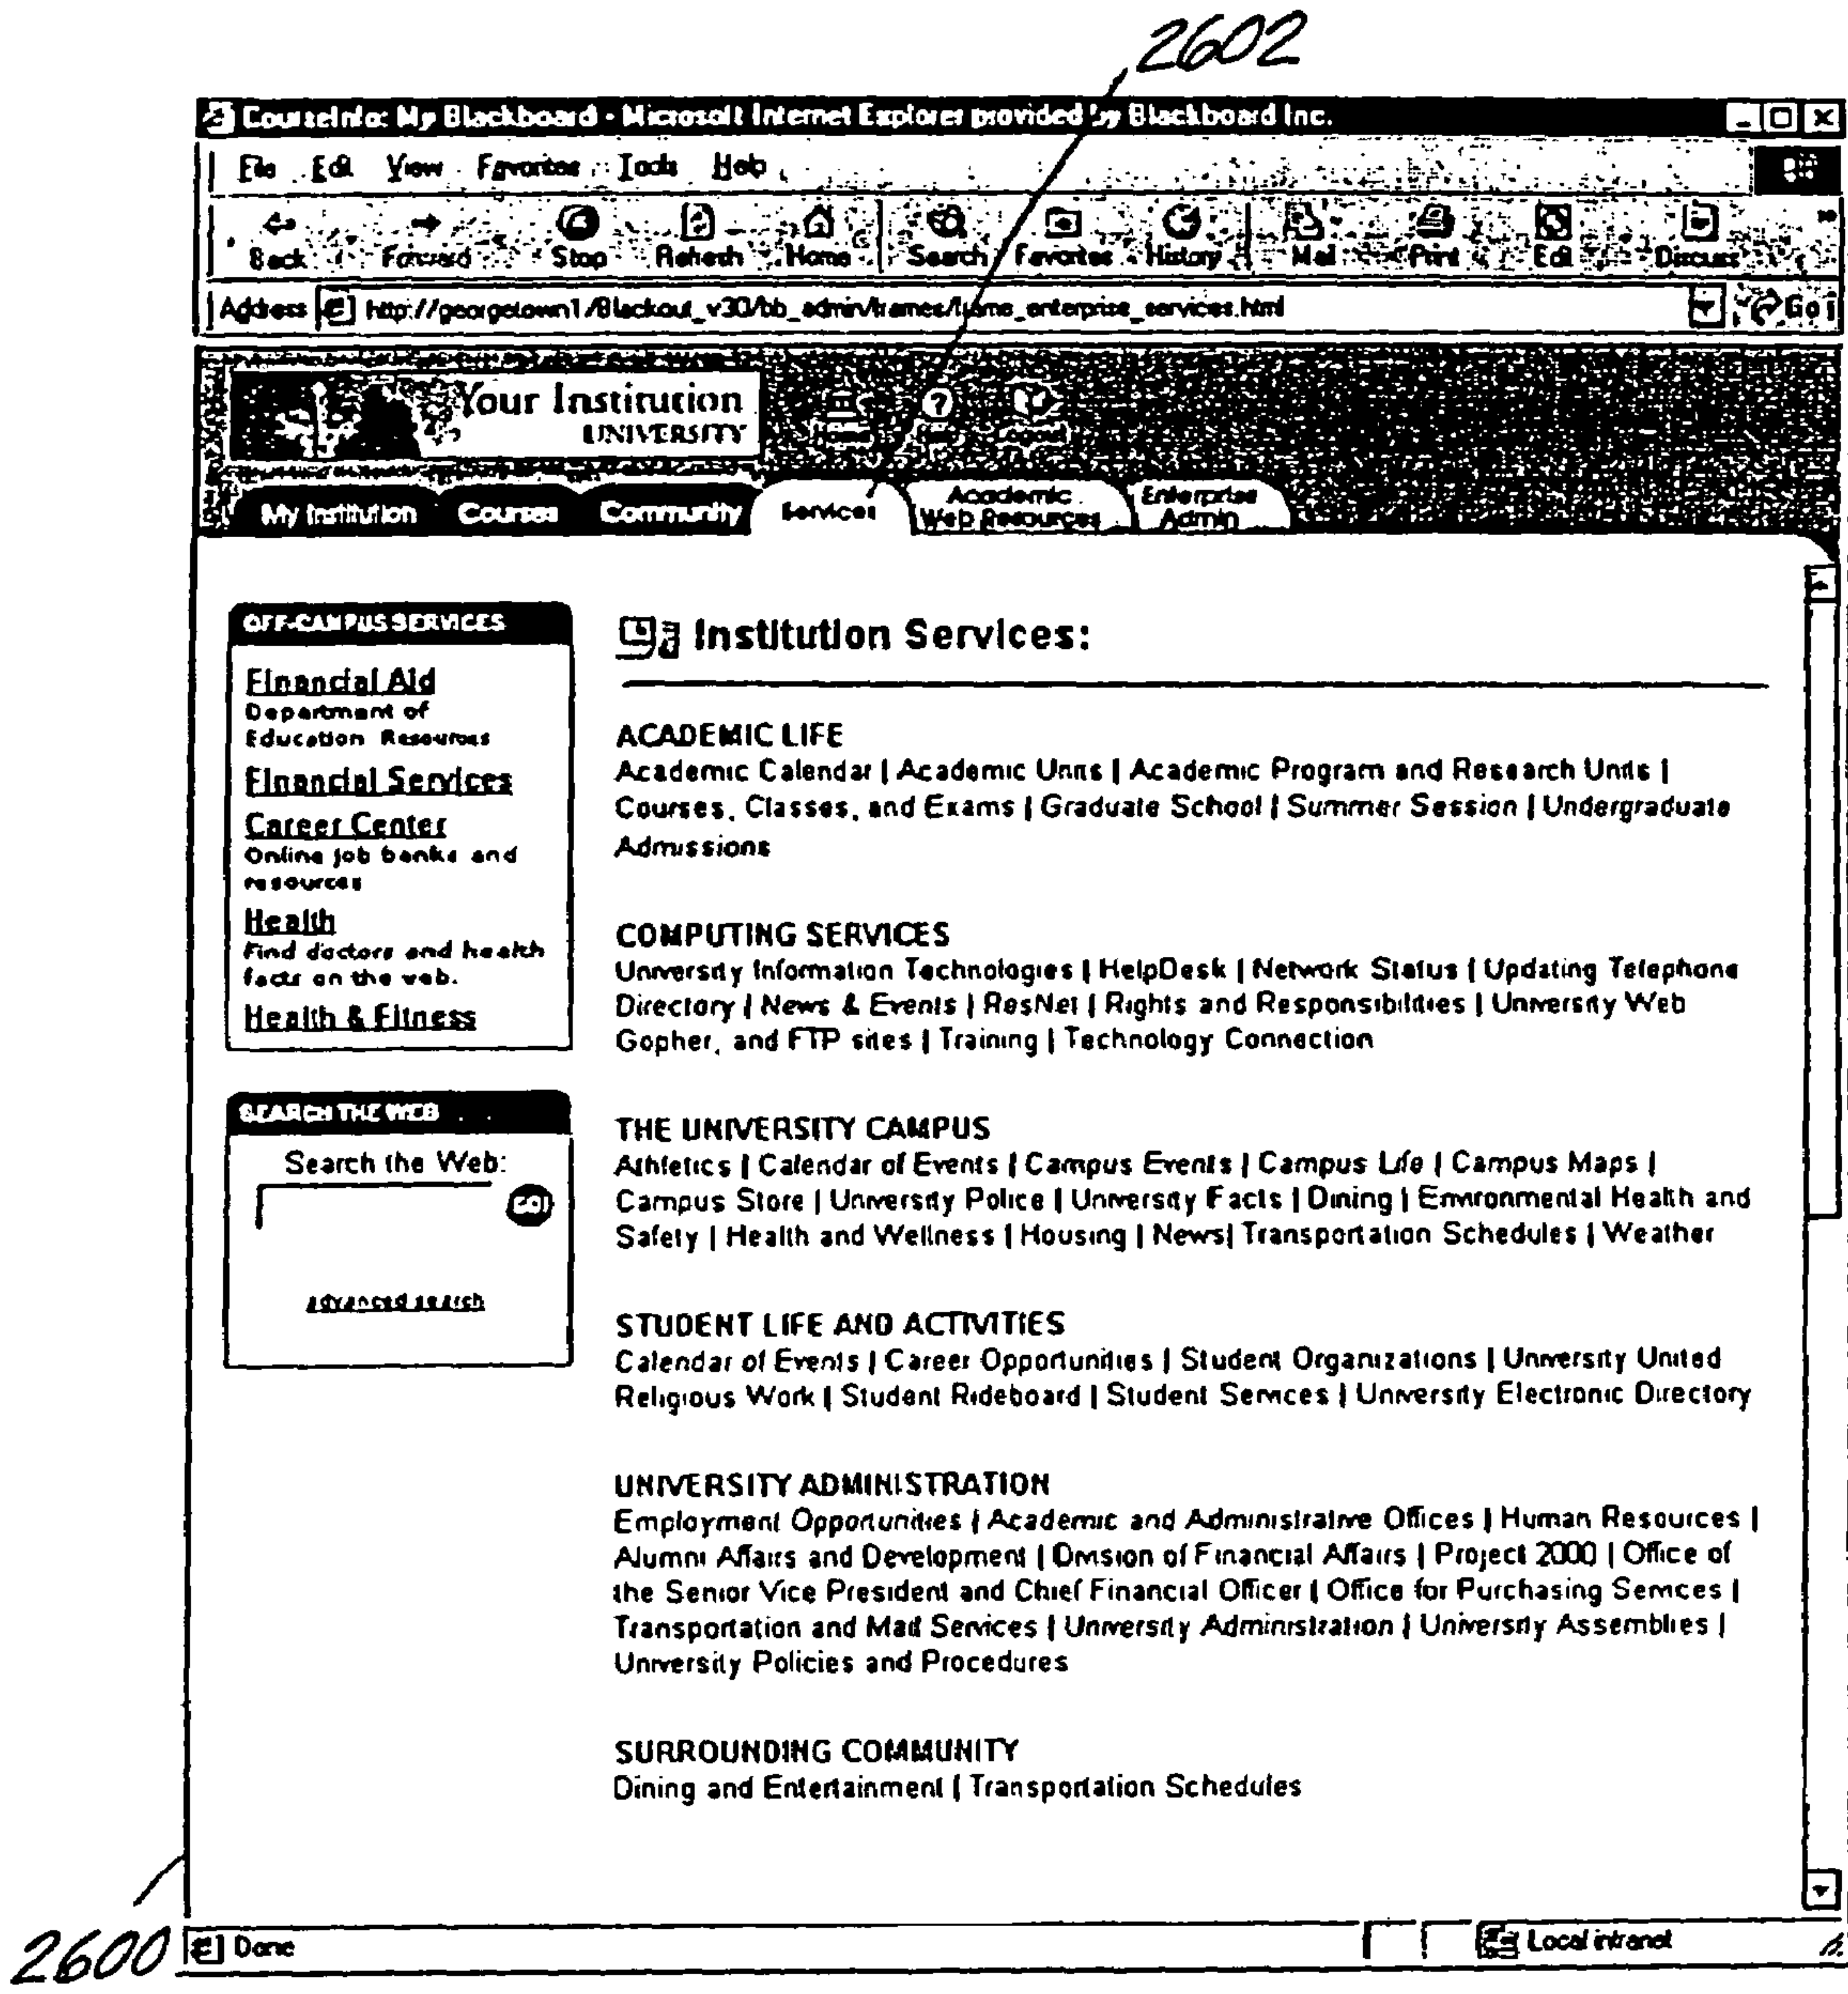 2602
CourseInfo: My Blackboard - Microsoft Internet Explorer provided by Blackboard Inc.
File Edit View Favorites Tools Help
Back Forward Stop Refresh Home Search Favorites History Mail Print Edit Discuss
Address http://georgetown1/Blackout_v30/bb_admin/frames/frame_enterprise_services.html Go
Your Institution
UNIVERSITY
Home Logout
My Institution Courses Community Services Academic Web Resources Enterprise Admin
OFF-CAMPUS SERVICES
Financial Aid
Department of
Education Resources
Financial Services
Career Center
Online job banks and
resources
Health
Find doctors and health
facts on the web.
Health & Fitness
SEARCH THE WEB
Search the Web:
GO
advanced search
Institution Services:
ACADEMIC LIFE
Academic Calendar | Academic Units | Academic Program and Research Units |
Courses, Classes, and Exams | Graduate School | Summer Session | Undergraduate
Admissions
COMPUTING SERVICES
University Information Technologies | HelpDesk | Network Status | Updating Telephone
Directory | News & Events | ResNet | Rights and Responsibilities | University Web
Gopher, and FTP sites | Training | Technology Connection
THE UNIVERSITY CAMPUS
Athletics | Calendar of Events | Campus Events | Campus Life | Campus Maps |
Campus Store | University Police | University Facts | Dining | Environmental Health and
Safety | Health and Wellness | Housing | News| Transportation Schedules | Weather
STUDENT LIFE AND ACTIVITIES
Calendar of Events | Career Opportunities | Student Organizations | University United
Religious Work | Student Rideboard | Student Services | University Electronic Directory
UNIVERSITY ADMINISTRATION
Employment Opportunities | Academic and Administrative Offices | Human Resources |
Alumni Affairs and Development | Division of Financial Affairs | Project 2000 | Office of
the Senior Vice President and Chief Financial Officer | Office for Purchasing Services |
Transportation and Mail Services | University Administration | University Assemblies |
University Policies and Procedures
SURROUNDING COMMUNITY
Dining and Entertainment | Transportation Schedules
2600
Done Local intranet